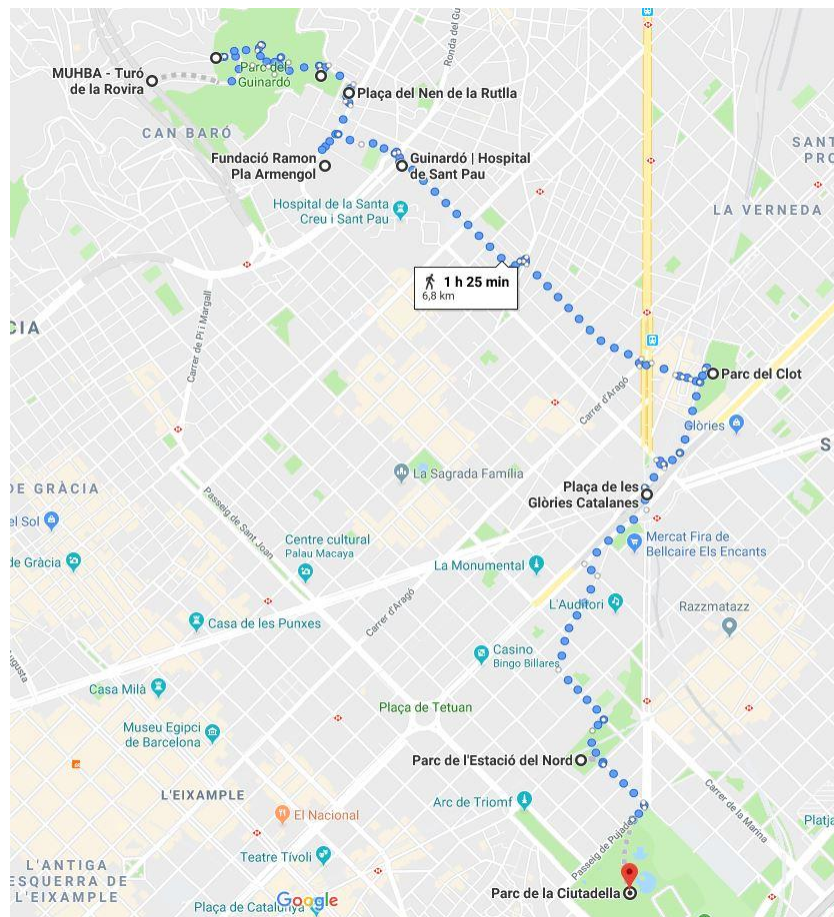 Ronda del Gu
MUHBA - Turó
de la Rovira
Parc del
Guinardó
Plaça del Nen de la Rutlla
CAN BARÓ
SANT
PRO
Fundació Ramon
Pla Armengol
Guinardó | Hospital
de Sant Pau
Hospital de la Santa
Creu i Sant Pau
LA VERNEDA
1 h 25 min
6,8 km
CIA
Carrer de Pi i Margall
Parc del Clot
Carrer d'Aragó
Glòries
S
La Sagrada Família
DE GRÀCIA
Plaça de les
Glòries Catalanes
Passeig de Sant Joan
el Sol
Centre cultural
Palau Macaya
Mercat Fira de
Bellcaire Els Encants
de Gràcia
La Monumental
L'Auditori
Razzmatazz
Carrer d'Aragó
Casa de les Punxes
Casino
Bingo Billares
Augusta
Casa Milà
Plaça de Tetuan
Museu Egipci
de Barcelona
Parc de l'Estació del Nord
L'EIXAMPLE
Arc de Triomf
El Nacional
Carrer de la Marina
Platja
Passeig de Pujades
Teatre Tívoli
L'ANTIGA
ESQUERRA DE
L'EIXAMPLE
Parc de la Ciutadella
Google
Plaça de Catalunya